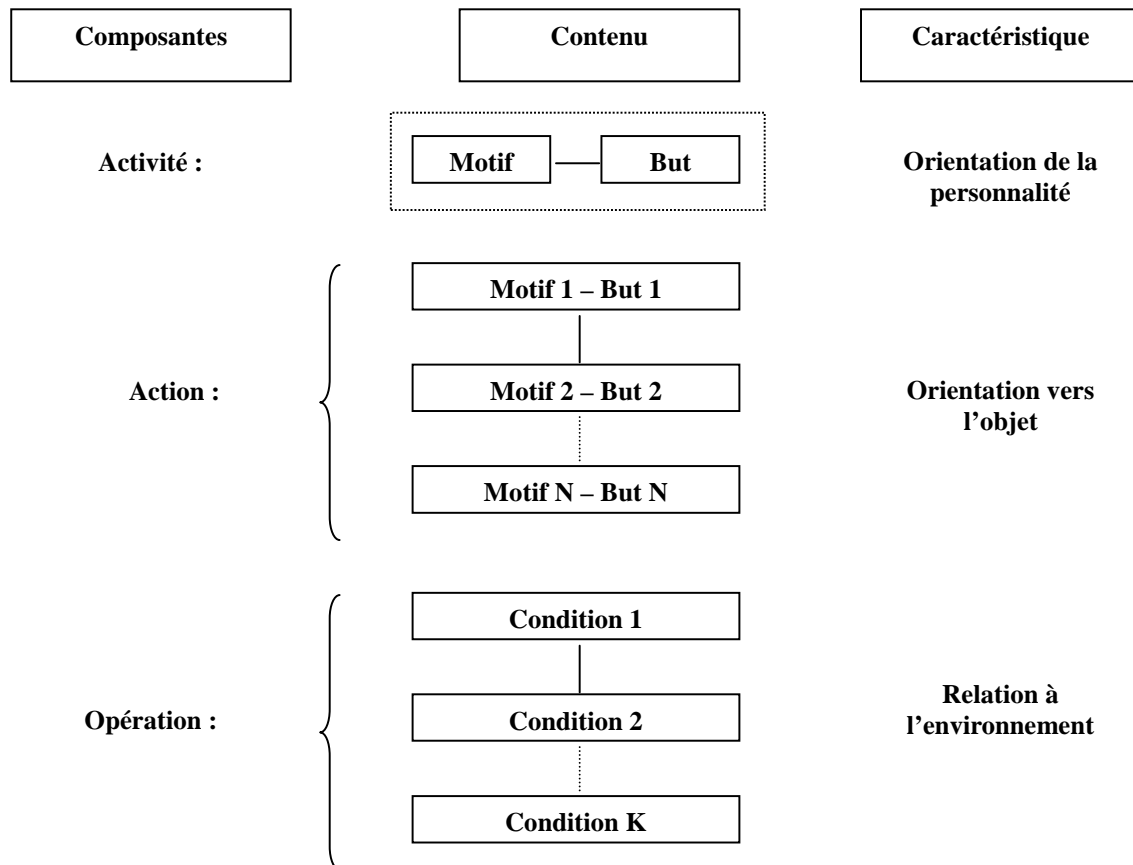 Composantes
Contenu
Caractéristique
Activité :
Motif
But
Orientation de la
personnalité
Action :
Motif 1 – But 1
Motif 2 – But 2
Motif N – But N
Orientation vers
l’objet
Opération :
Condition 1
Condition 2
Condition K
Relation à
l’environnement